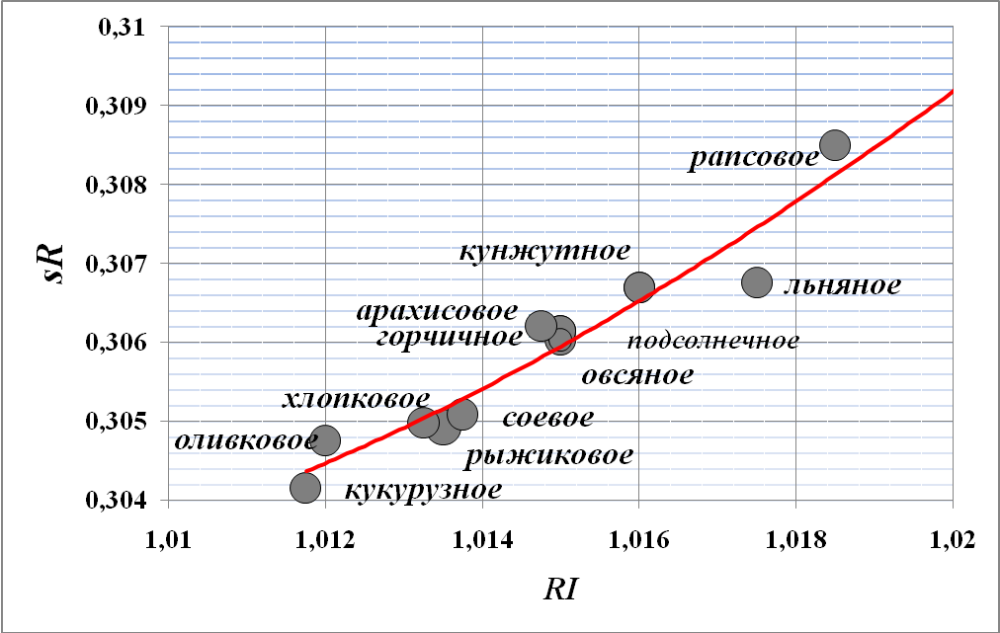 0,31
0,309
рапсовое
0,308
кунжутное
0,307
льняное
sR
арахисовое
горчичное
0,306
подсолнечное
овсяное
хлопковое
0,305
соевое
оливковое
рыжиковое
кукурузное
0,304
1,01 1,012 1,014 1,016 1,018 1,02
RI